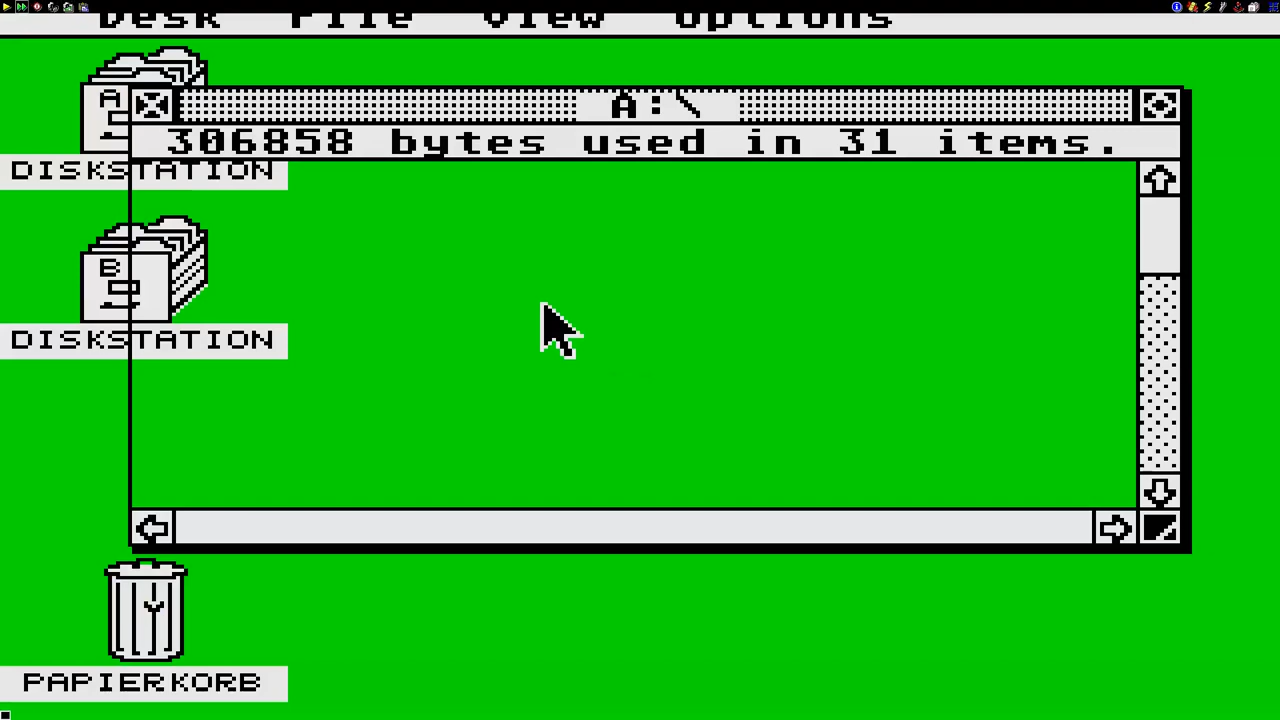 Desk File View Options
A
A:\
306858 bytes used in 31 items.
DISKSTATION
B
DISKSTATION
PAPIERKORB